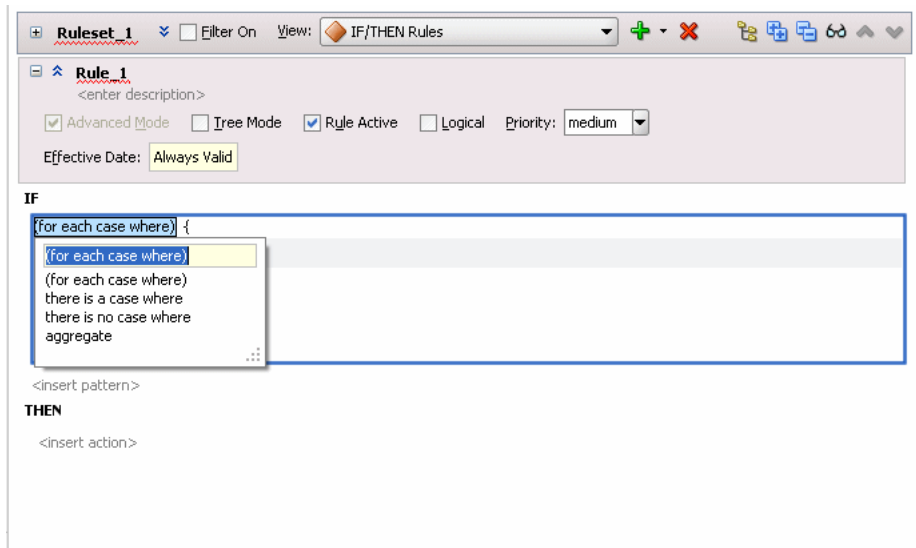 Ruleset_1 Filter On View: IF/THEN Rules
Rule_1
<enter description>
Advanced Mode Tree Mode Rule Active Logical Priority: medium
Effective Date: Always Valid
IF
(for each case where) {
(for each case where)
(for each case where)
there is a case where
there is no case where
aggregate
<insert pattern>
THEN
<insert action>